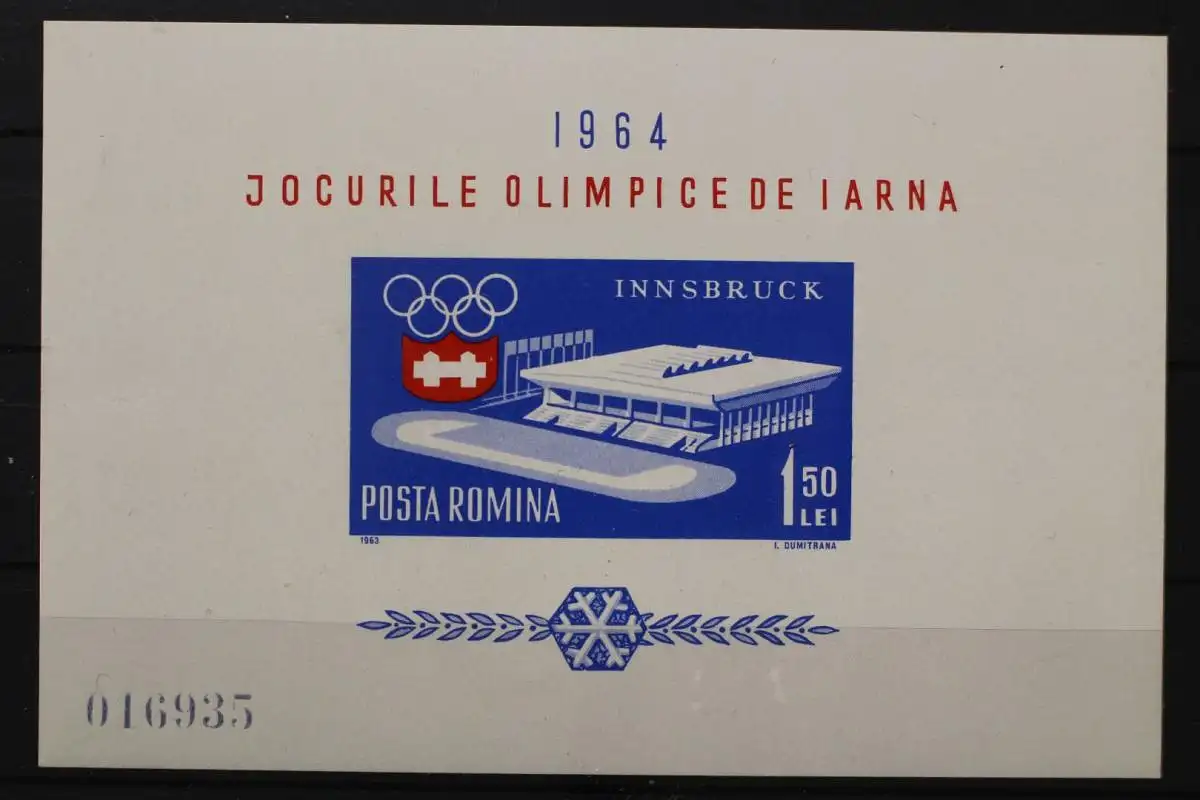 1964
JOCURILE OLIMPICE DE IARNA
INNSBRUCK
POSTA ROMINA
1 50
LEI
1963
I. DUMITRANA
016935